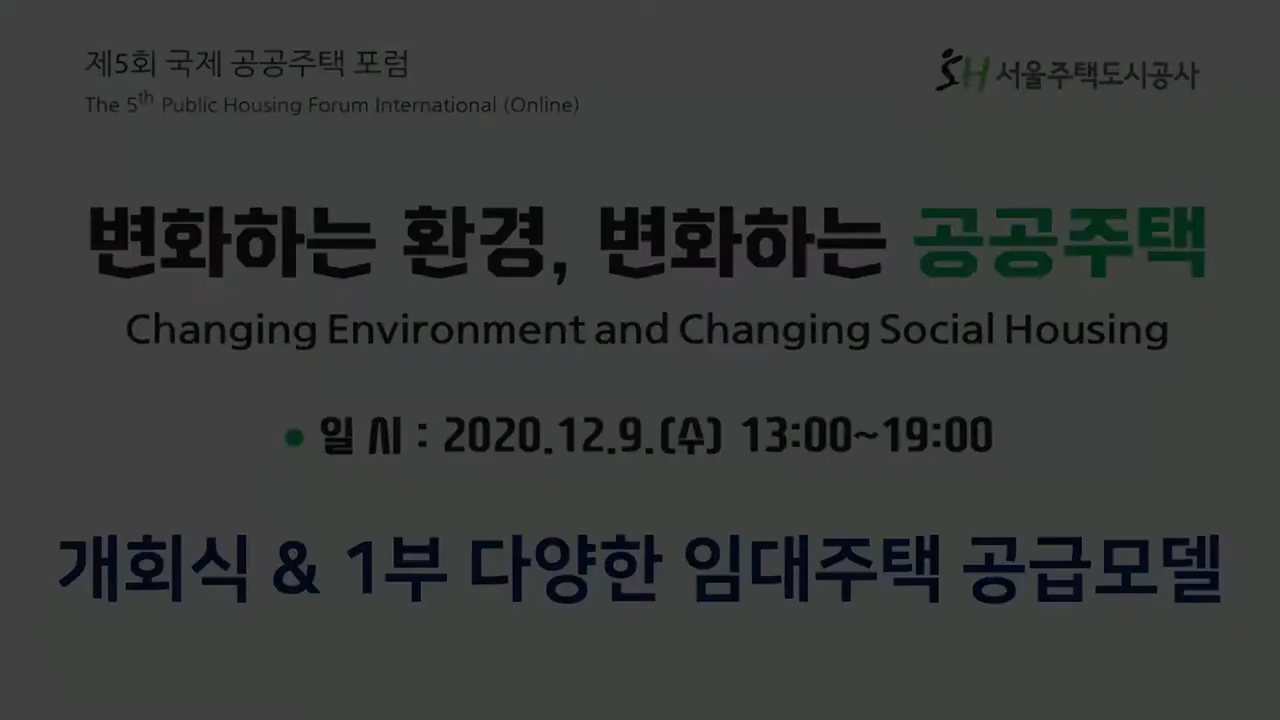 제5회 국제 공공주택 포럼
The 5th Public Housing Forum International (Online)
SH 서울주택도시공사
변화하는 환경, 변화하는 공공주택
Changing Environment and Changing Social Housing
• 일 시 : 2020.12.9.(수) 13:00~19:00
개회식 & 1부 다양한 임대주택 공급모델